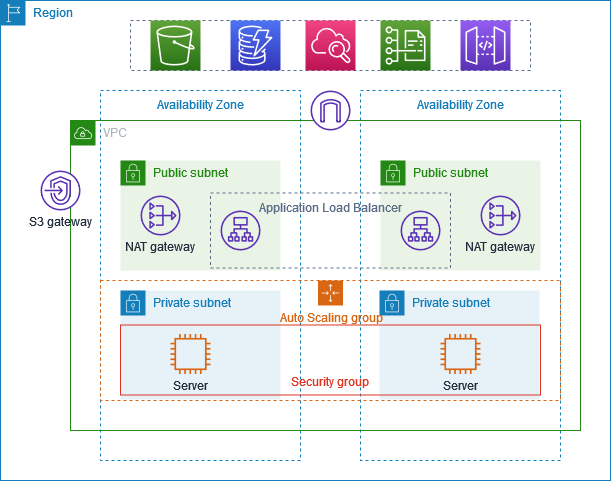 Region
Availability Zone
Availability Zone
VPC
Public subnet
Public subnet
S3 gateway
Application Load Balancer
NAT gateway
NAT gateway
Private subnet
Private subnet
Auto Scaling group
Security group
Server
Server